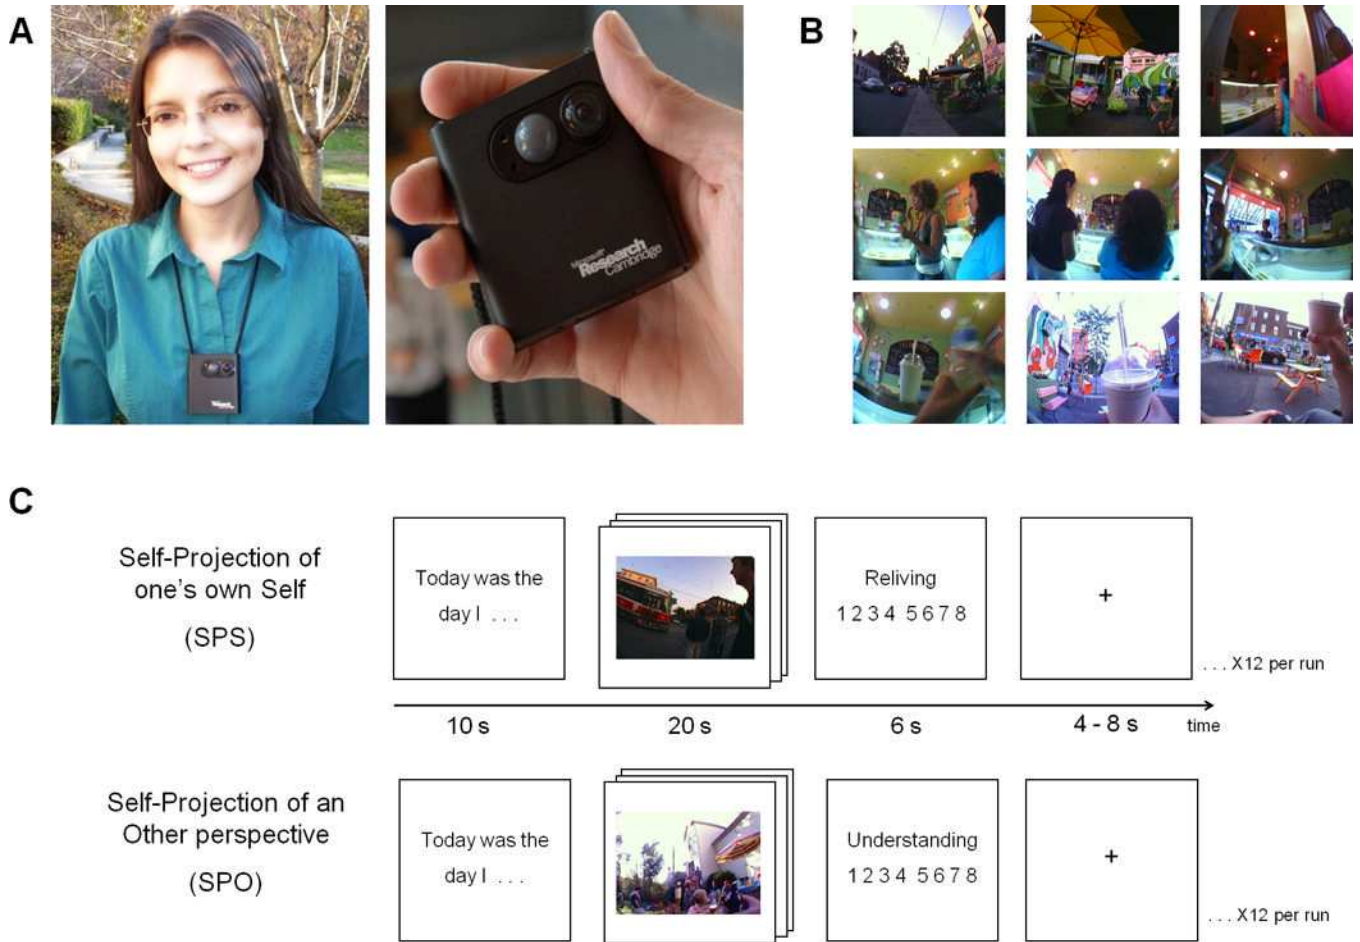 A
B
Microsoft
Research
Cambridge
C
Self-Projection of
one's own Self
(SPS)
Today was the
day I . . .
Reliving
1 2 3 4 5 6 7 8
+
. . . X12 per run
10 s
20 s
6 s
4 - 8 s
time
Self-Projection of an
Other perspective
(SPO)
Today was the
day I . . .
Understanding
1 2 3 4 5 6 7 8
+
. . . X12 per run